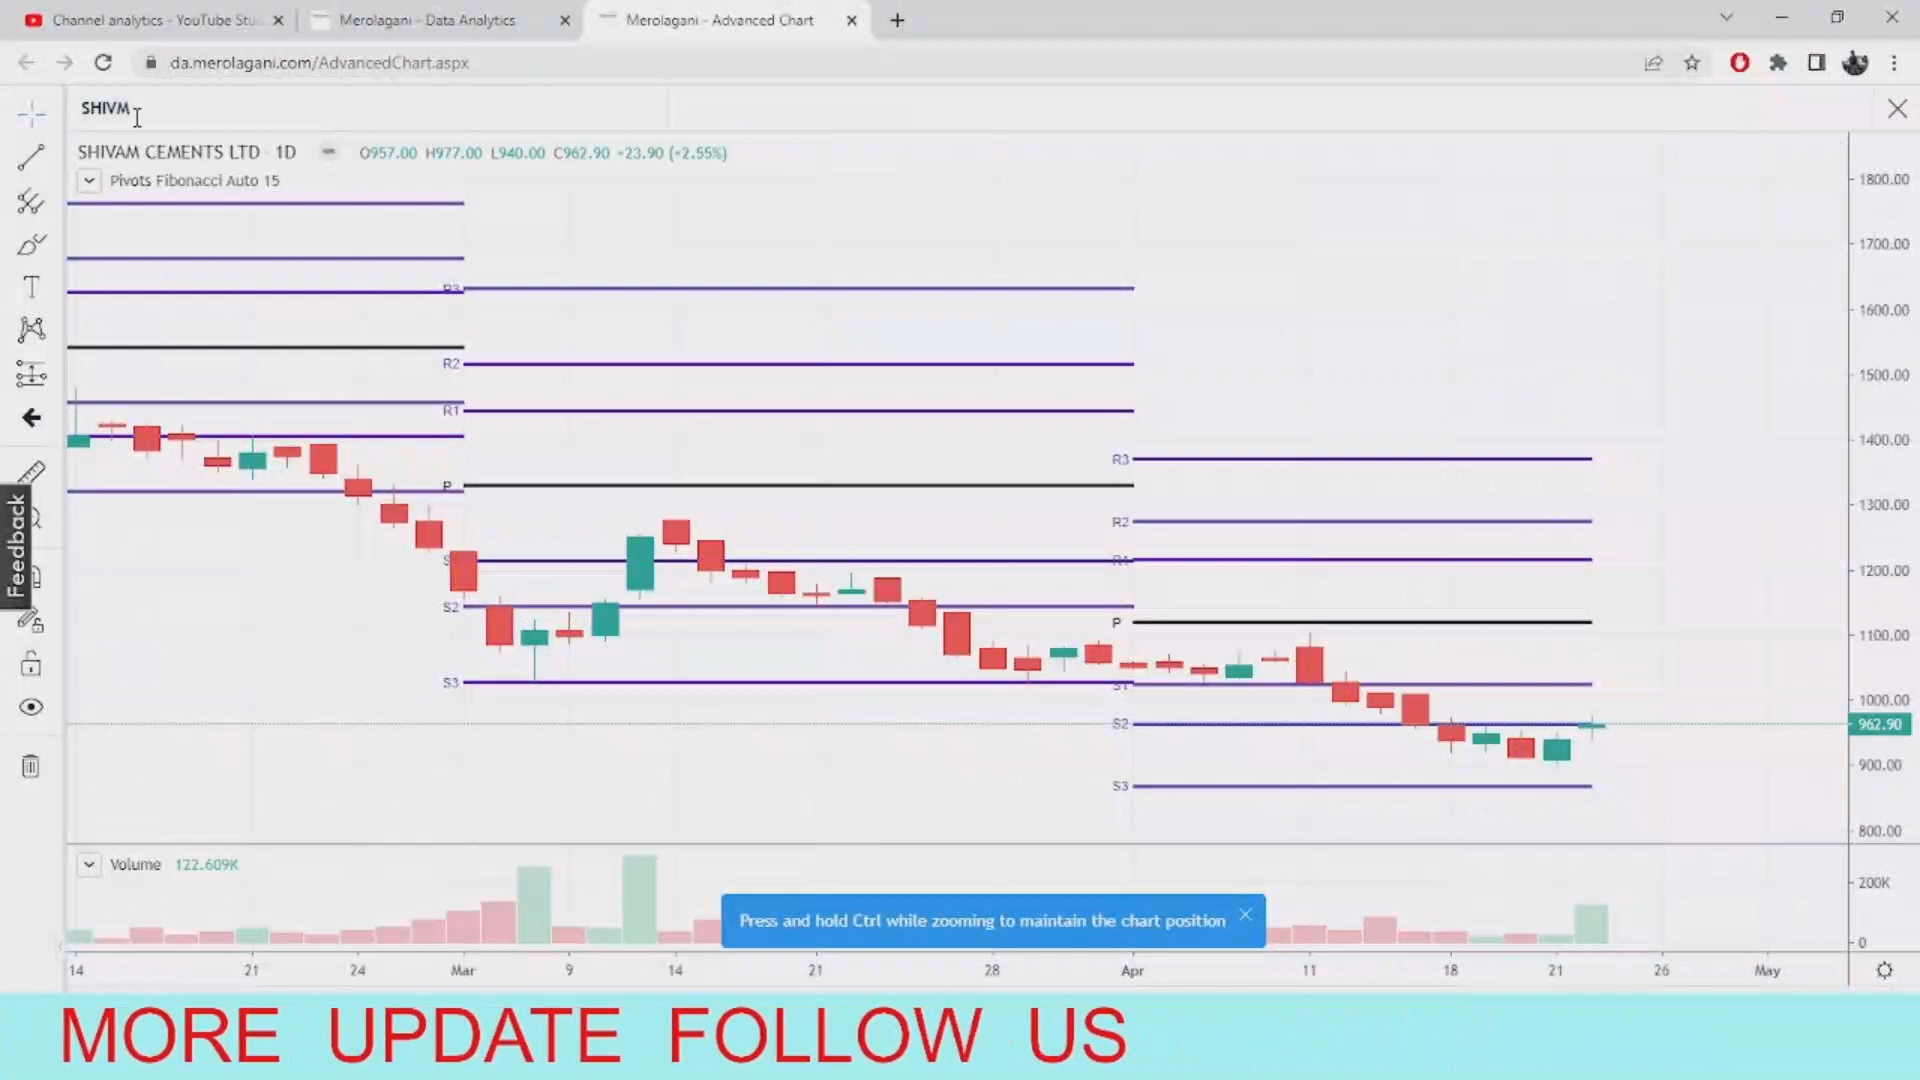 Channel analytics - YouTube Stu
Merolagani - Data Analytics
Merolagani - Advanced Chart
da.merolagani.com/AdvancedChart.aspx
SHIVM
SHIVAM CEMENTS LTD · 1D O957.00 H977.00 L940.00 C962.90 +23.90 (+2.55%)
Pivots Fibonacci Auto 15
1800.00
1700.00
R3
1600.00
R2
1500.00
R1
1400.00
R3
P
1300.00
Feedback
R2
R1
1200.00
S2
P
1100.00
S3
S1
1000.00
S2
962.90
900.00
S3
800.00
Volume 122.609K
200K
Press and hold Ctrl while zooming to maintain the chart position
0
14 21 24 Mar 9 14 21 28 Apr 11 18 21 26 May
MORE UPDATE FOLLOW US